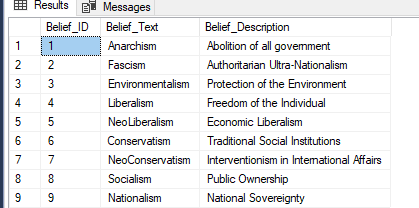 Results Messages
Belief_ID Belief_Text Belief_Description
1 1 Anarchism Abolition of all government
2 2 Fascism Authoritarian Ultra-Nationalism
3 3 Environmentalism Protection of the Environment
4 4 Liberalism Freedom of the Individual
5 5 NeoLiberalism Economic Liberalism
6 6 Conservatism Traditional Social Institutions
7 7 NeoConservatism Interventionism in International Affairs
8 8 Socialism Public Ownership
9 9 Nationalism National Sovereignty